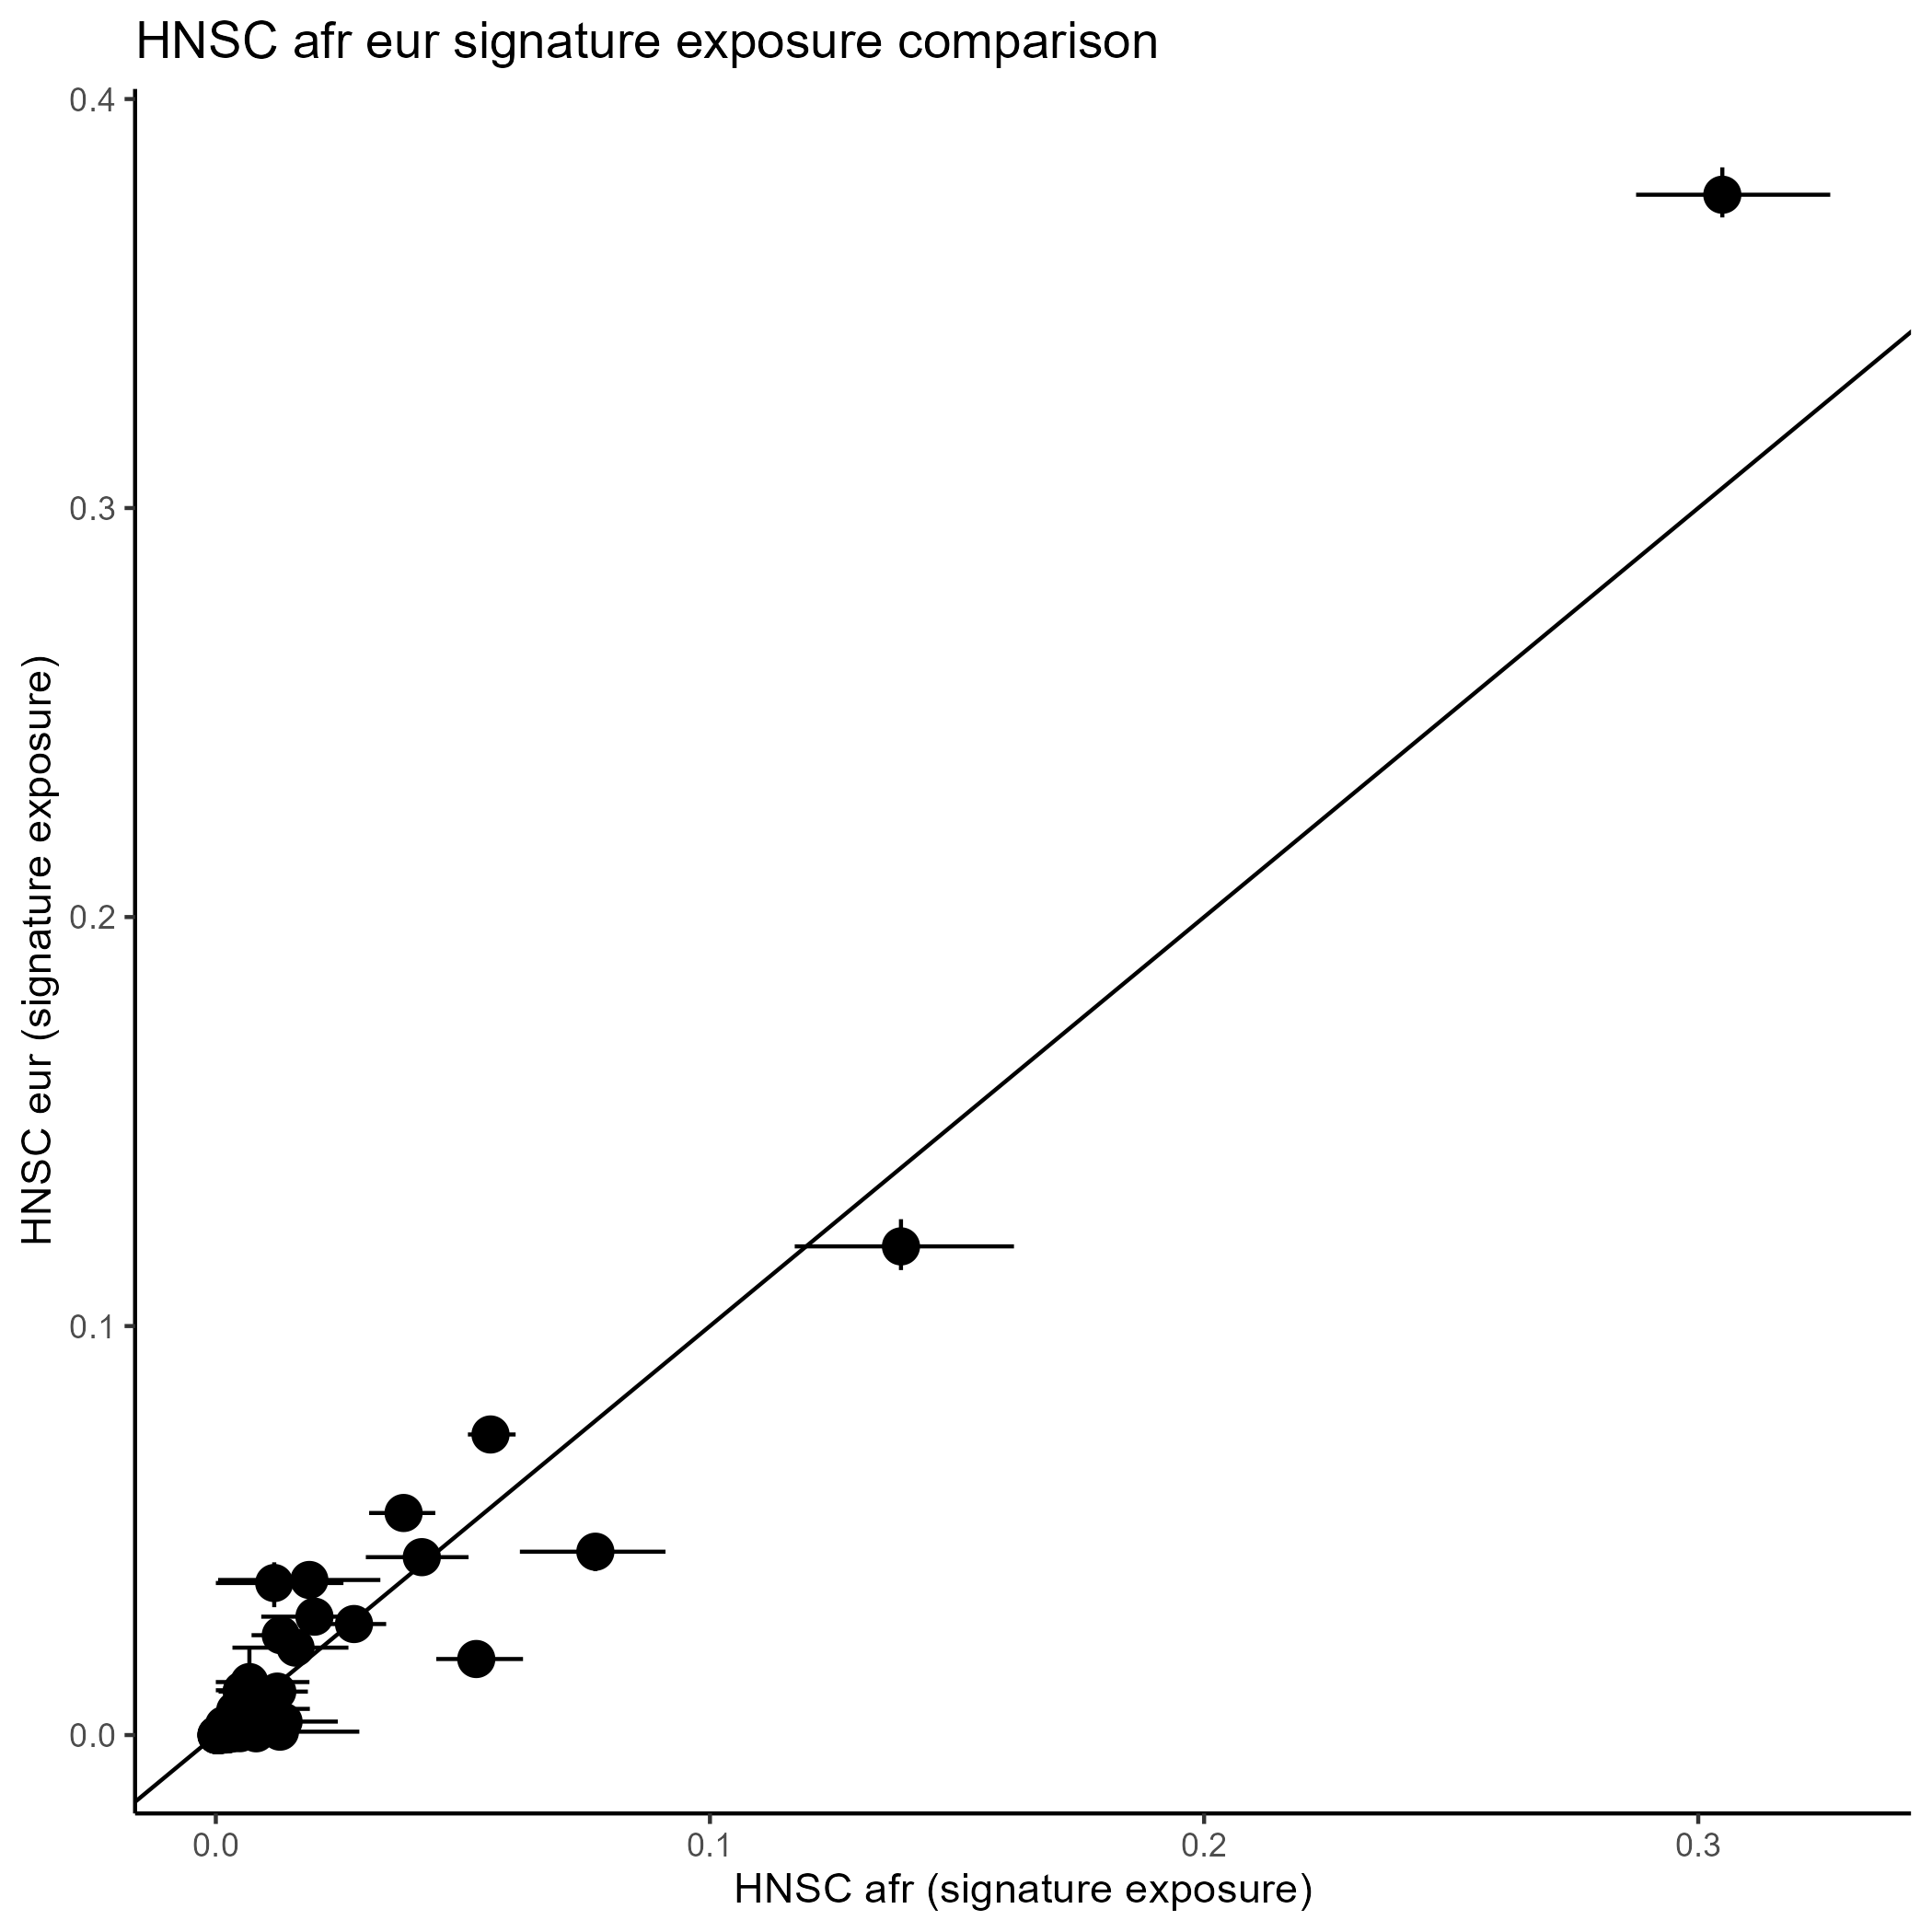 HNSC afr eur signature exposure comparison
0.4
0.3
0.2
0.1
0.0
HNSC eur (signature exposure)
0.0 0.1 0.2 0.3
HNSC afr (signature exposure)